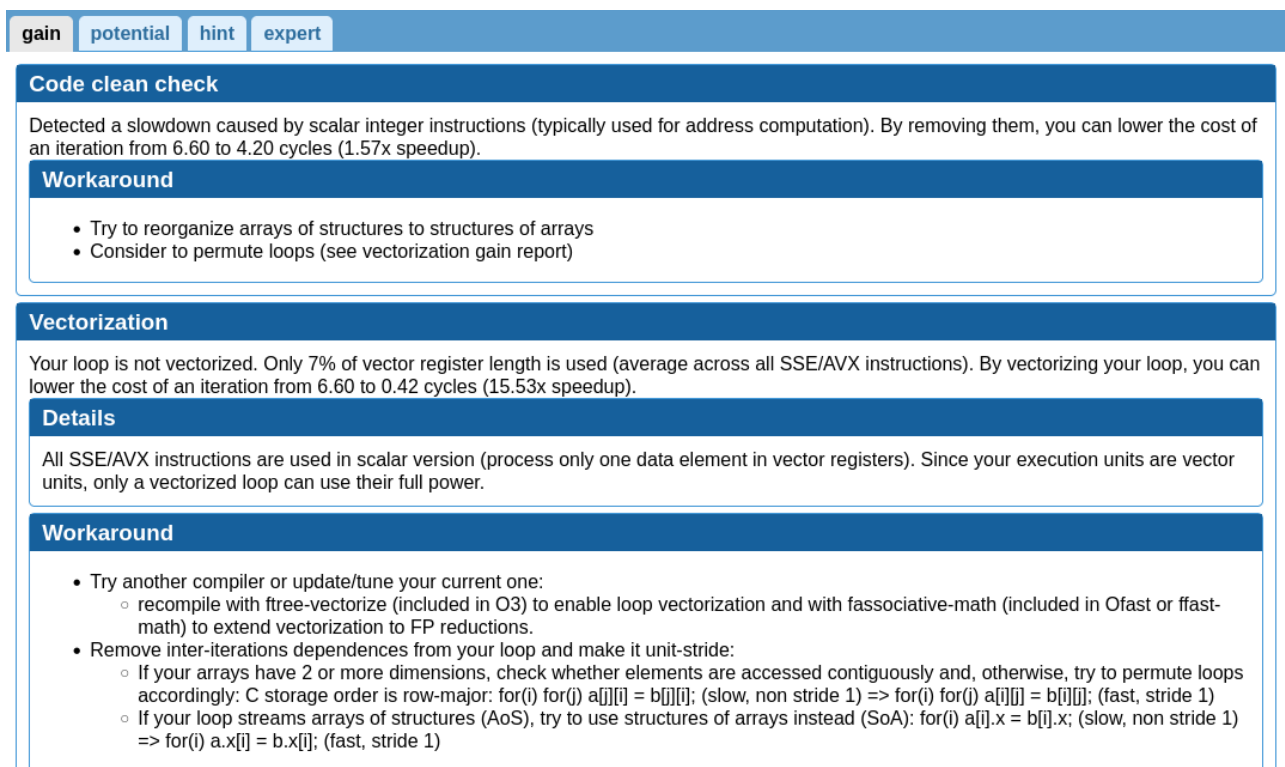 gain potential hint expert
Code clean check
Detected a slowdown caused by scalar integer instructions (typically used for address computation). By removing them, you can lower the cost of
an iteration from 6.60 to 4.20 cycles (1.57x speedup).
Workaround
• Try to reorganize arrays of structures to structures of arrays
• Consider to permute loops (see vectorization gain report)
Vectorization
Your loop is not vectorized. Only 7% of vector register length is used (average across all SSE/AVX instructions). By vectorizing your loop, you can
lower the cost of an iteration from 6.60 to 0.42 cycles (15.53x speedup).
Details
All SSE/AVX instructions are used in scalar version (process only one data element in vector registers). Since your execution units are vector
units, only a vectorized loop can use their full power.
Workaround
• Try another compiler or update/tune your current one:
○ recompile with ftree-vectorize (included in O3) to enable loop vectorization and with fassociative-math (included in Ofast or ffast-
math) to extend vectorization to FP reductions.
• Remove inter-iterations dependences from your loop and make it unit-stride:
○ If your arrays have 2 or more dimensions, check whether elements are accessed contiguously and, otherwise, try to permute loops
accordingly: C storage order is row-major: for(i) for(j) a[j][i] = b[j][i]; (slow, non stride 1) => for(i) for(j) a[i][j] = b[i][j]; (fast, stride 1)
○ If your loop streams arrays of structures (AoS), try to use structures of arrays instead (SoA): for(i) a[i].x = b[i].x; (slow, non stride 1)
=> for(i) a.x[i] = b.x[i]; (fast, stride 1)